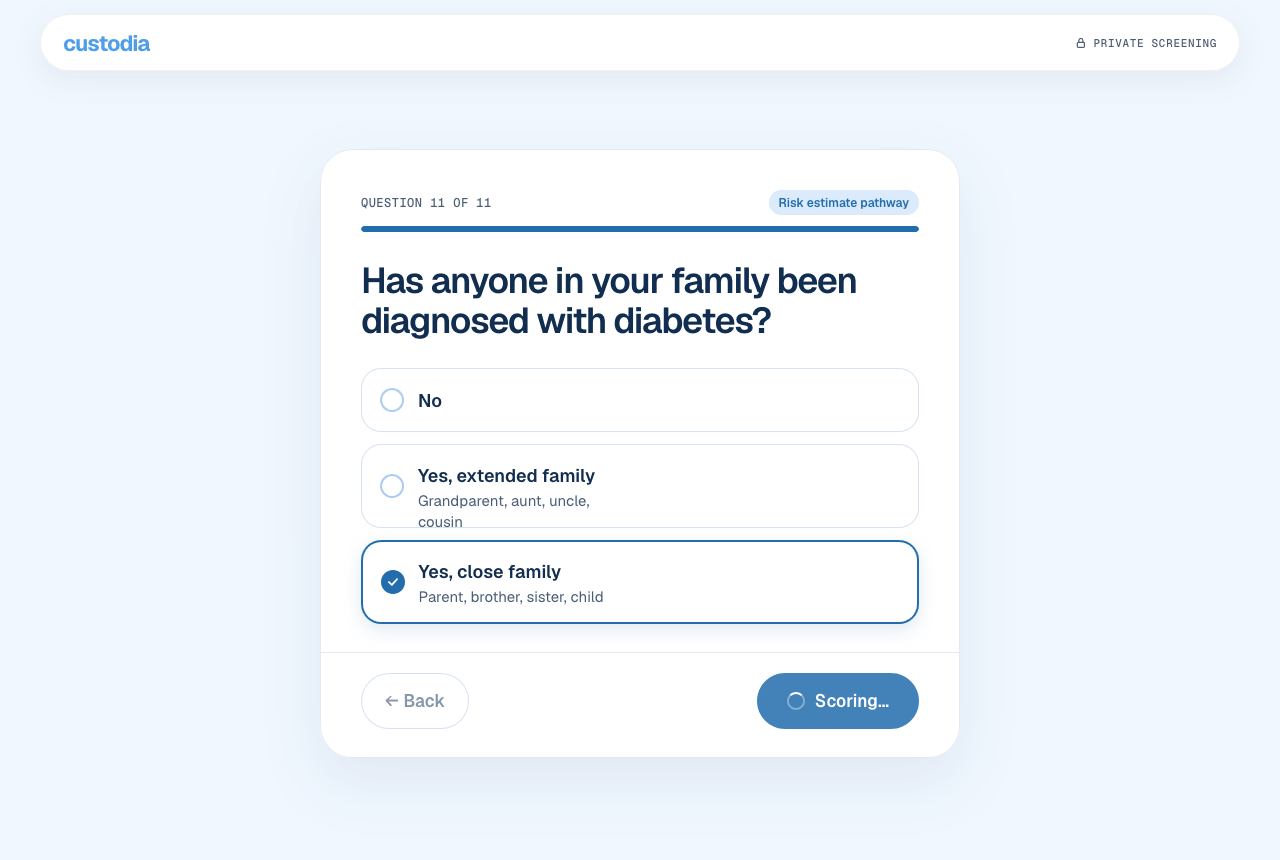 custodia
PRIVATE SCREENING
QUESTION 11 OF 11
Risk estimate pathway
Has anyone in your family been
diagnosed with diabetes?
No
Yes, extended family
Grandparent, aunt, uncle,
cousin
Yes, close family
Parent, brother, sister, child
← Back
Scoring…